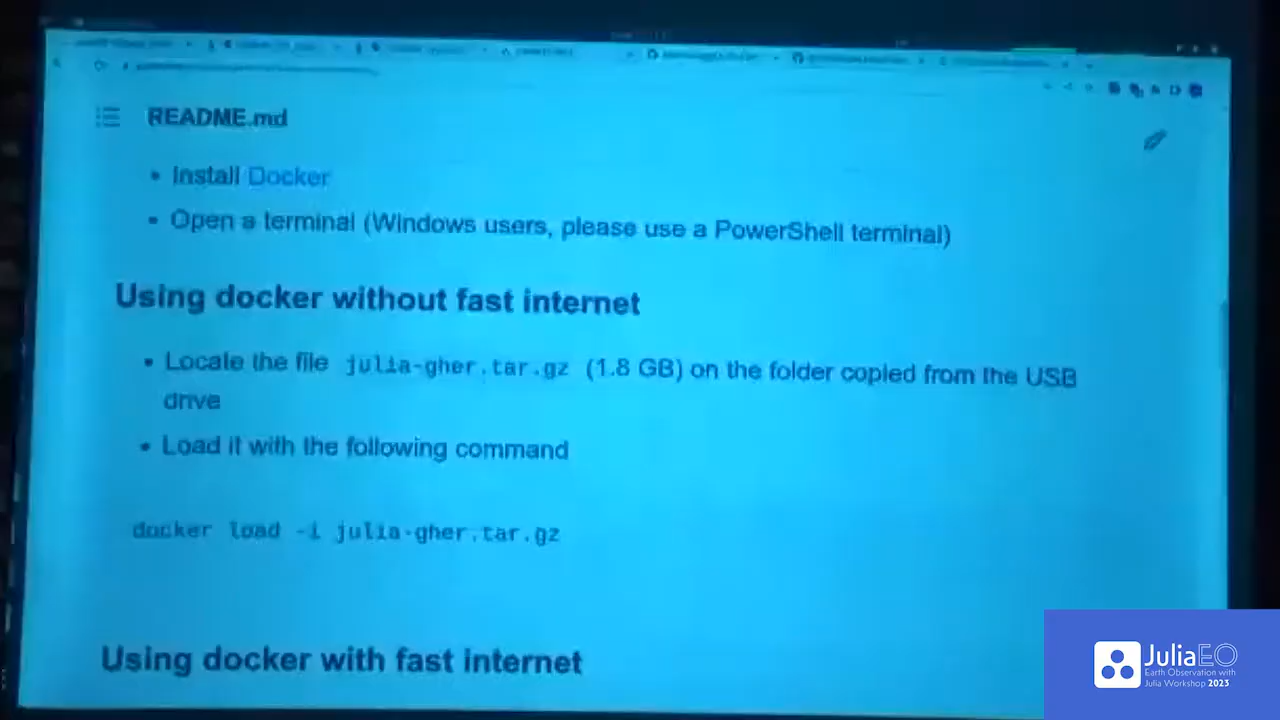 README.md
• Install Docker
• Open a terminal (Windows users, please use a PowerShell terminal)
Using docker without fast internet
• Locate the file julia-gher.tar.gz (1.8 GB) on the folder copied from the USB
drive
• Load it with the following command
docker load -i julia-gher.tar.gz
Using docker with fast internet
JuliaEO
Earth Observation with
Julia Workshop 2023